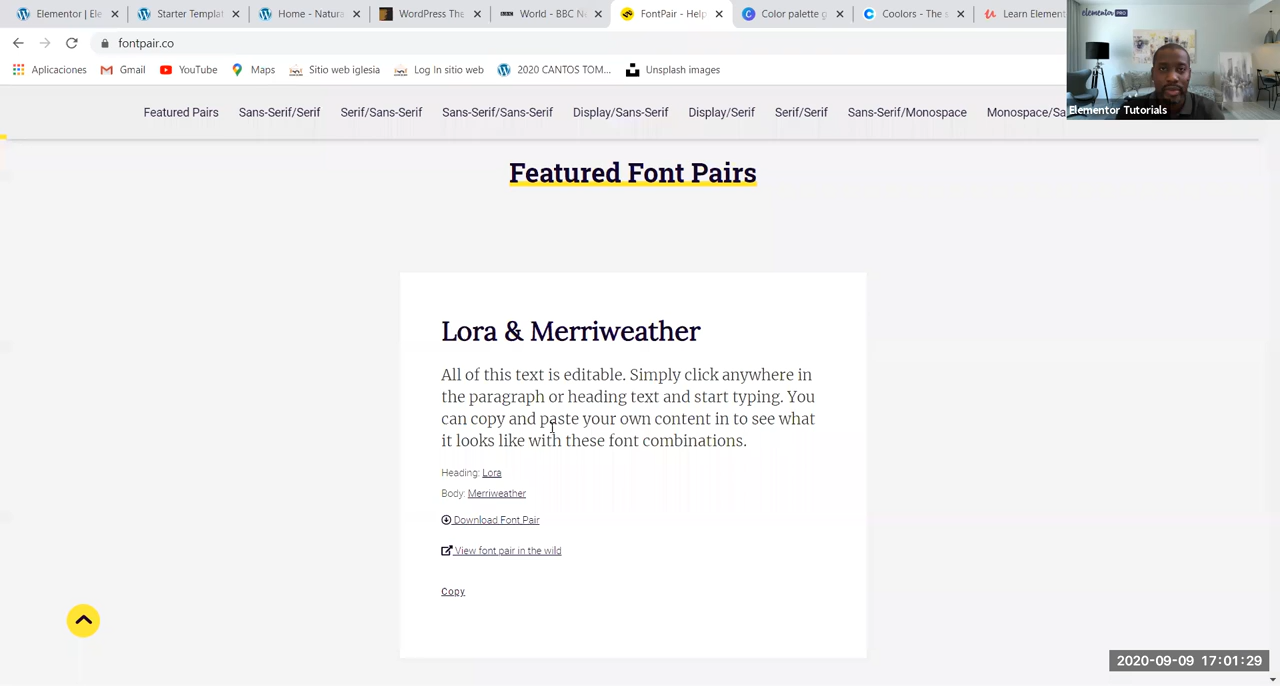 Elementor | Ele
Starter Templat
Home - Natura
WordPress The
World - BBC N
FontPair - Help
Color palette g
Coolors - The s
Learn Element
elementor PRO
fontpair.co
Aplicaciones
Gmail
YouTube
Maps
Sitio web iglesia
Log In sitio web
2020 CANTOS TOM...
Unsplash images
Elementor Tutorials
Featured Pairs
Sans-Serif/Serif
Serif/Sans-Serif
Sans-Serif/Sans-Serif
Display/Sans-Serif
Display/Serif
Serif/Serif
Sans-Serif/Monospace
Monospace/Sa
Featured Font Pairs
Lora & Merriweather
All of this text is editable. Simply click anywhere in
the paragraph or heading text and start typing. You
can copy and paste your own content in to see what
it looks like with these font combinations.
Heading: Lora
Body: Merriweather
Download Font Pair
View font pair in the wild
Copy
2020-09-09 17:01:29